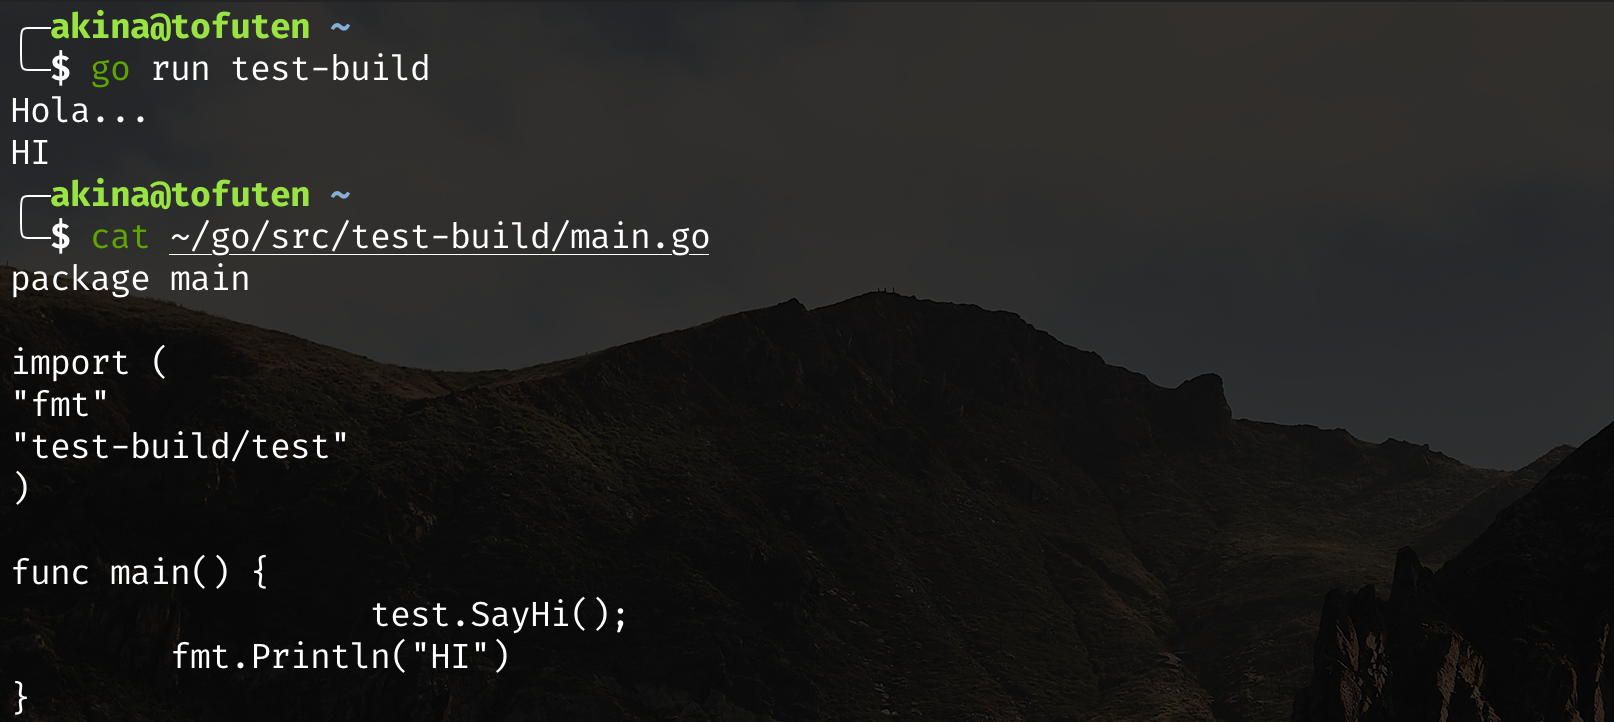 akina@tofuten ~
$ go run test-build
Hola...
HI
akina@tofuten ~
$ cat ~/go/src/test-build/main.go
package main
import (
"fmt"
"test-build/test"
)
func main() {
test.SayHi();
fmt.Println("HI")
}